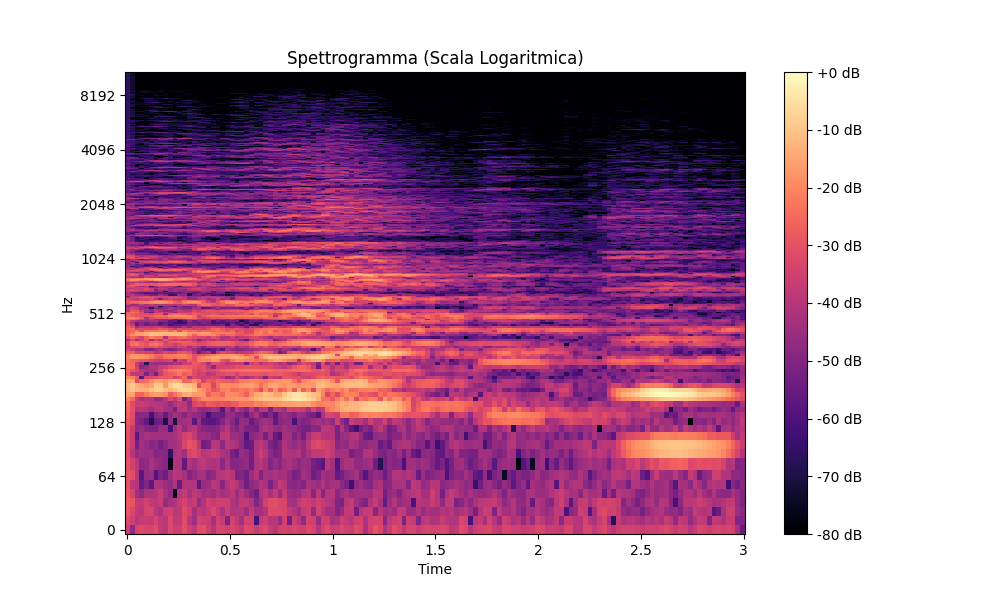 Spettrogramma (Scala Logaritmica)
Hz
8192
4096
2048
1024
512
256
128
64
0
0
0.5
1
1.5
2
2.5
3
Time
+0 dB
-10 dB
-20 dB
-30 dB
-40 dB
-50 dB
-60 dB
-70 dB
-80 dB